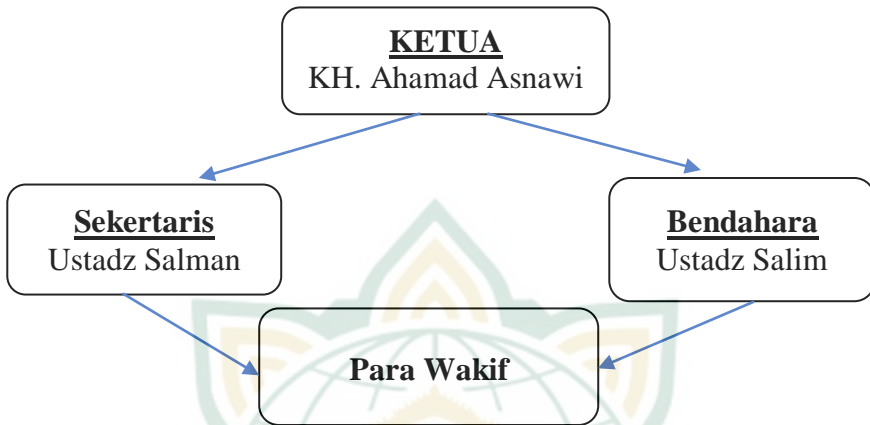 KETUA
KH. Ahamad Asnawi
Sekertaris
Ustadz Salman
Bendahara
Ustadz Salim
Para Wakif